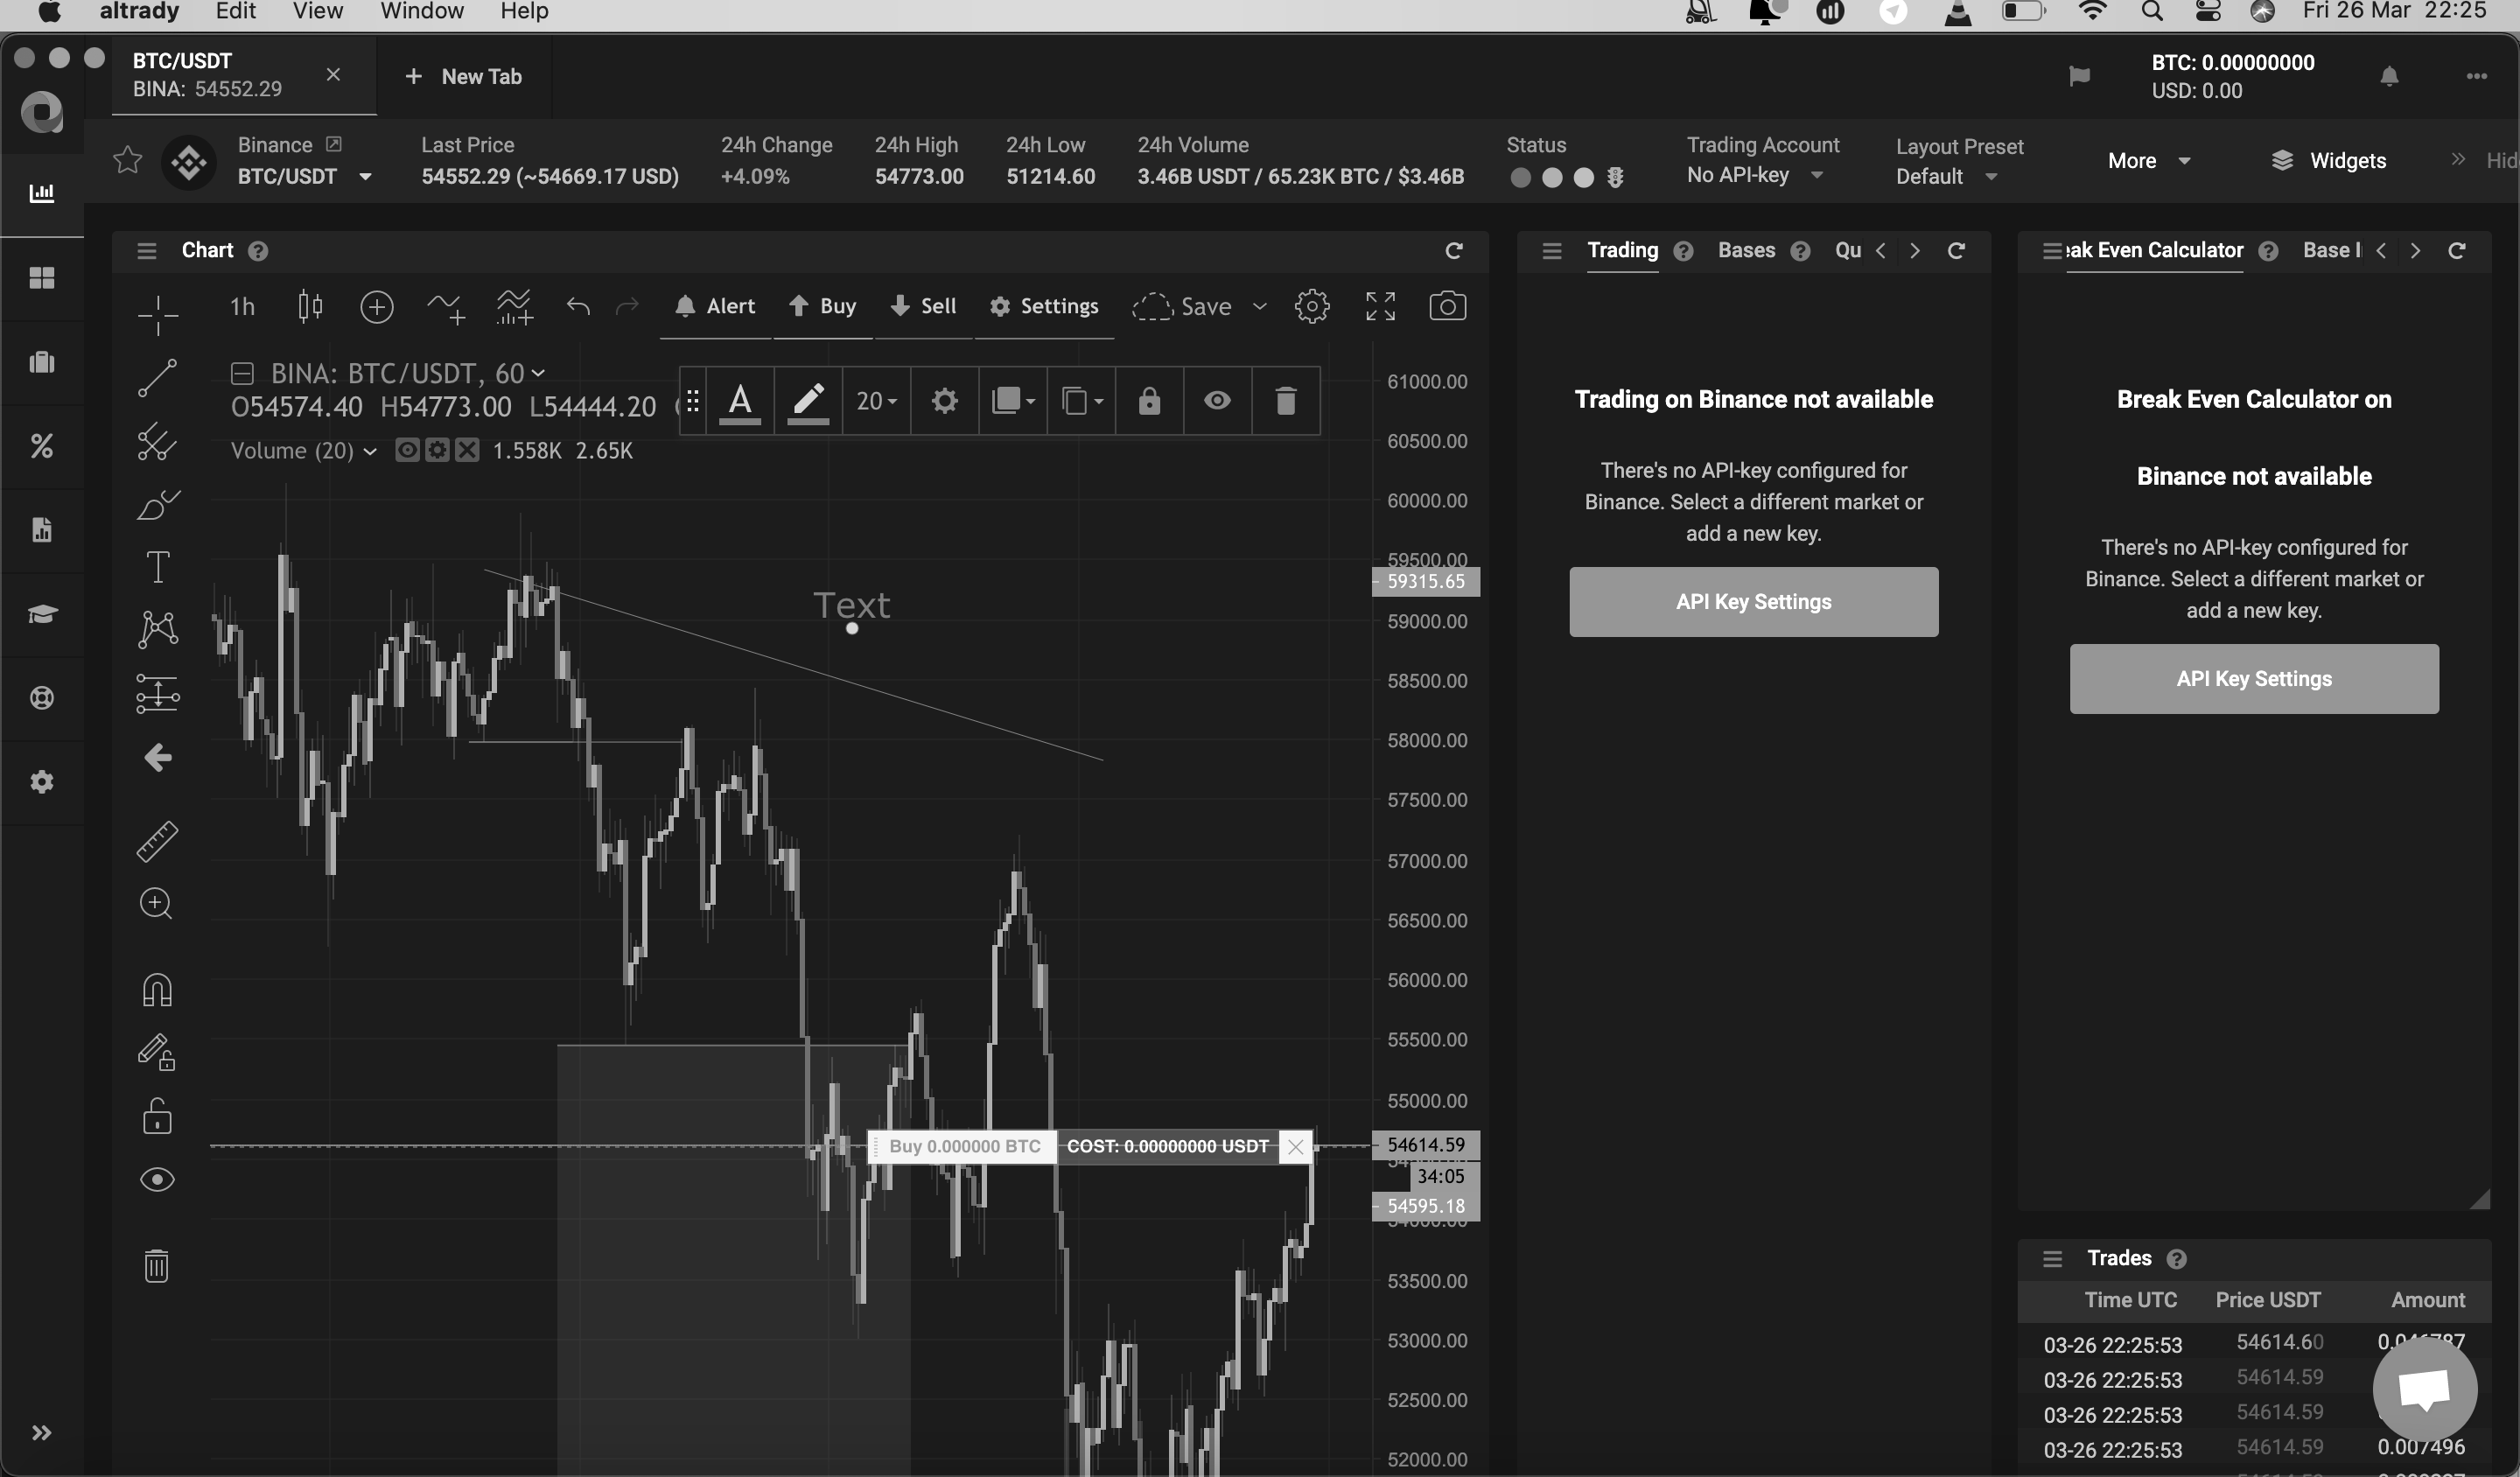 altrady Edit View Window Help Fri 26 Mar 22:25
BTC/USDT
BINA: 54552.29
New Tab
BTC: 0.00000000
USD: 0.00
Binance
BTC/USDT
Last Price
54552.29 (~54669.17 USD)
24h Change
+4.09%
24h High
54773.00
24h Low
51214.60
24h Volume
3.46B USDT / 65.23K BTC / $3.46B
Status
Trading Account
No API-key
Layout Preset
Default
More
Widgets
Hid
Chart
1h
Alert
Buy
Sell
Settings
Save
BINA: BTC/USDT, 60
O54574.40 H54773.00 L54444.20
20
Volume (20) 1.558K 2.65K
Text
61000.00
60500.00
60000.00
59500.00
59315.65
59000.00
58500.00
58000.00
57500.00
57000.00
56500.00
56000.00
55500.00
55000.00
54614.59
34:05
54595.18
53500.00
53000.00
52500.00
52000.00
Buy 0.000000 BTC
COST: 0.00000000 USDT
Trading Bases Qu
Trading on Binance not available
There's no API-key configured for
Binance. Select a different market or
add a new key.
API Key Settings
eak Even Calculator Base I
Break Even Calculator on
Binance not available
There's no API-key configured for
Binance. Select a different market or
add a new key.
API Key Settings
Trades
Time UTC Price USDT Amount
03-26 22:25:53 54614.60
03-26 22:25:53 54614.59
03-26 22:25:53 54614.59
03-26 22:25:53 54614.59 0.007496